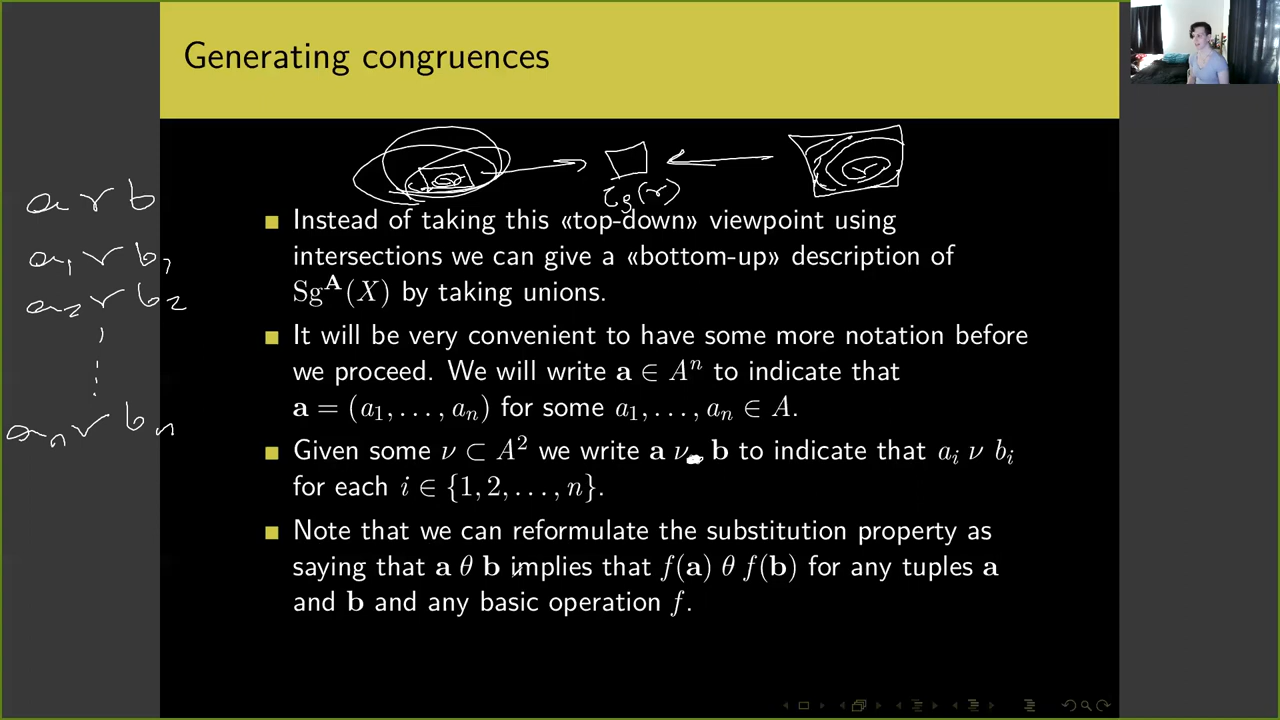 Generating congruences
Cg(r)
a r b
a₁ r b₁
a₂ r b₂
⋮
aₙ r bₙ
Instead of taking this «top-down» viewpoint using
intersections we can give a «bottom-up» description of
Sgᴬ(X) by taking unions.
It will be very convenient to have some more notation before
we proceed. We will write a ∈ Aⁿ to indicate that
a = (a₁, . . . , aₙ) for some a₁, . . . , aₙ ∈ A.
Given some ν ⊂ A² we write a ν b to indicate that aᵢ ν bᵢ
for each i ∈ {1, 2, . . . , n}.
Note that we can reformulate the substitution property as
saying that a θ b implies that f(a) θ f(b) for any tuples a
and b and any basic operation f.